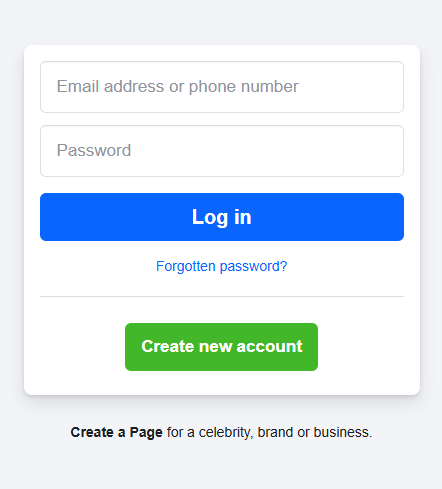 Email address or phone number
Password
Log in
Forgotten password?
Create new account
Create a Page for a celebrity, brand or business.